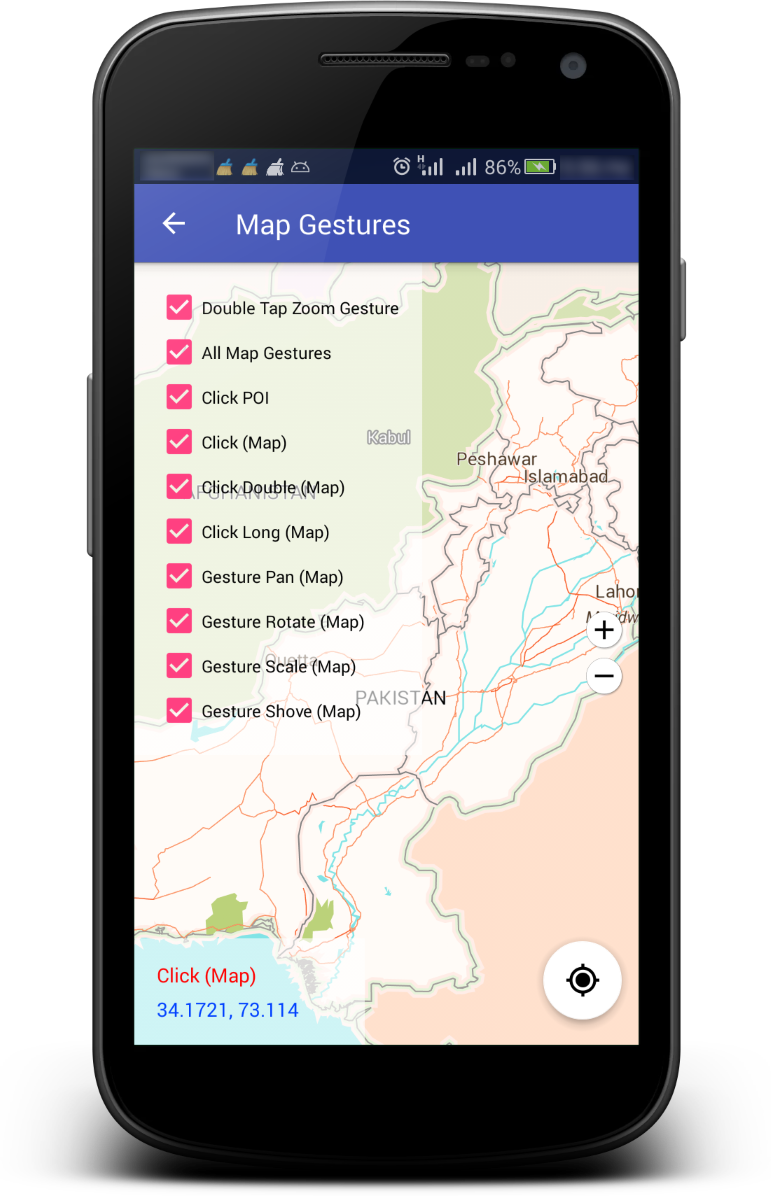 H
86%
Map Gestures
Double Tap Zoom Gesture
All Map Gestures
Click POI
Click (Map)
Kabul
Peshawar
Islamabad
Click Double (Map)
AFGHANISTAN
Click Long (Map)
Gesture Pan (Map)
Gesture Rotate (Map)
Quetta
Gesture Scale (Map)
PAKISTAN
Gesture Shove (Map)
Lahor
+
−
Click (Map)
34.1721, 73.114